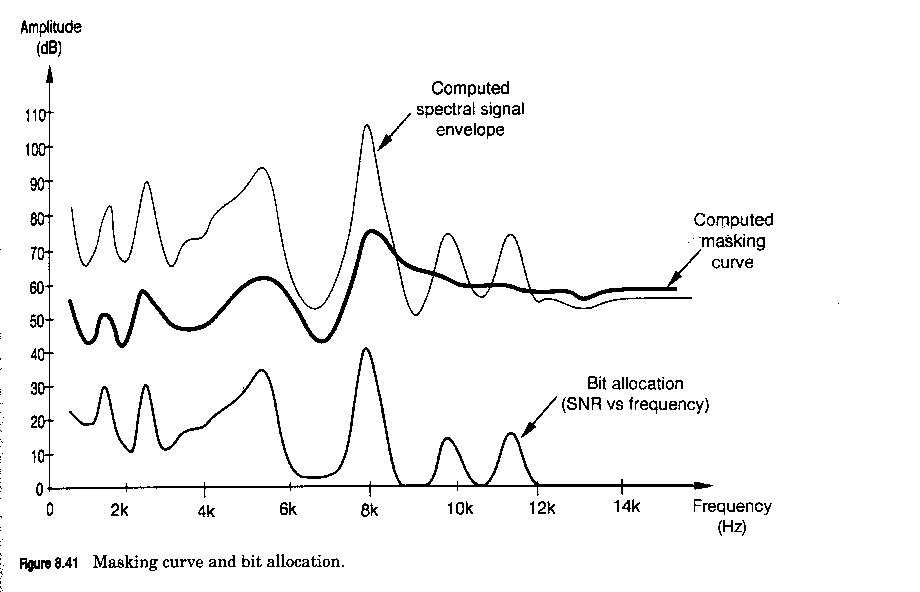 Amplitude
(dB)
Computed
spectral signal
envelope
110
100
90
80
70
60
50
40
30
20
10
0
Computed
masking
curve
Bit allocation
(SNR vs frequency)
0
2k
4k
6k
8k
10k
12k
14k
Frequency
(Hz)
Figure 8.41 Masking curve and bit allocation.